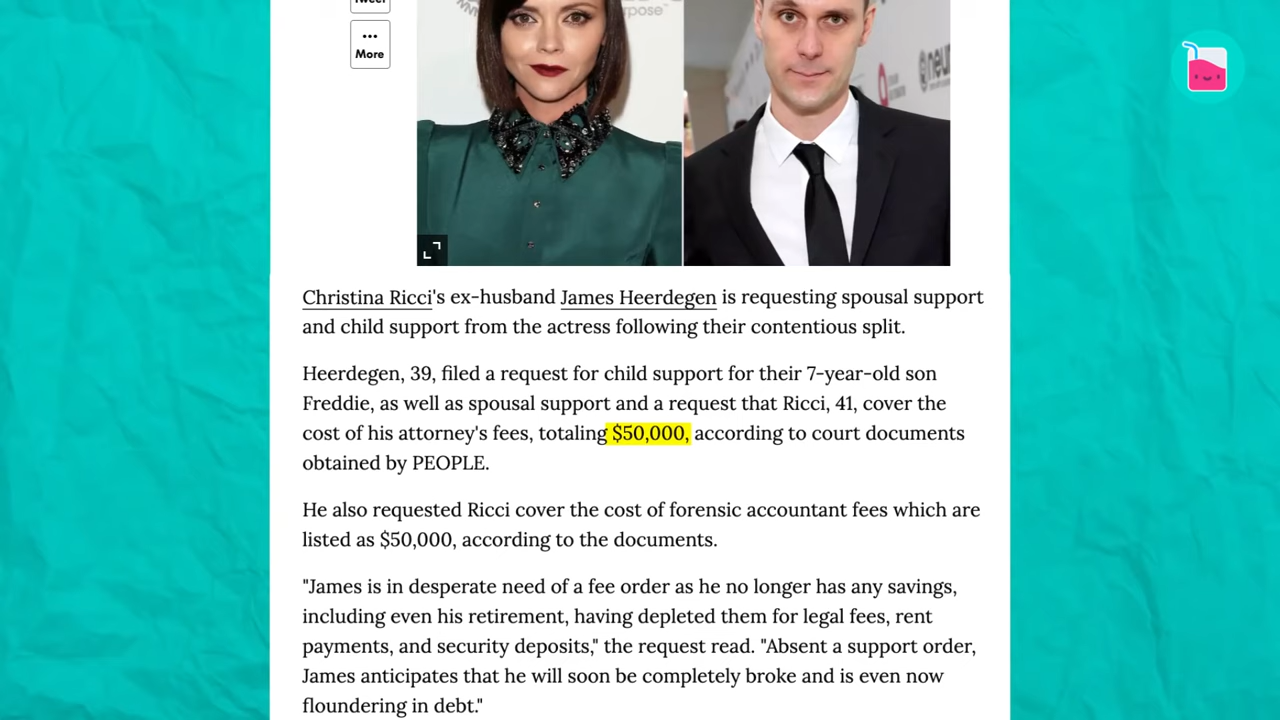 Tweet
•••
More
rpose™
neur
Christina Ricci's ex-husband James Heerdegen is requesting spousal support
and child support from the actress following their contentious split.
Heerdegen, 39, filed a request for child support for their 7-year-old son
Freddie, as well as spousal support and a request that Ricci, 41, cover the
cost of his attorney's fees, totaling $50,000, according to court documents
obtained by PEOPLE.
He also requested Ricci cover the cost of forensic accountant fees which are
listed as $50,000, according to the documents.
"James is in desperate need of a fee order as he no longer has any savings,
including even his retirement, having depleted them for legal fees, rent
payments, and security deposits," the request read. "Absent a support order,
James anticipates that he will soon be completely broke and is even now
floundering in debt."